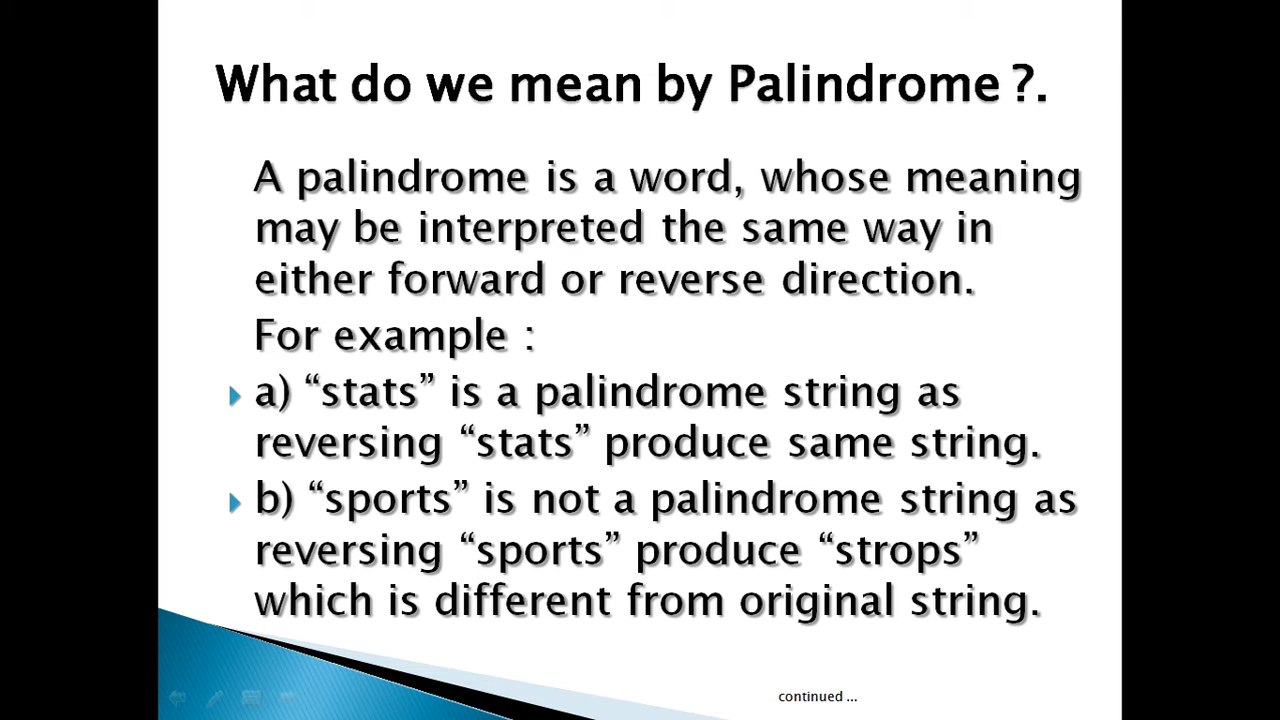 What do we mean by Palindrome ?.
A palindrome is a word, whose meaning
may be interpreted the same way in
either forward or reverse direction.
For example :
a) “stats” is a palindrome string as
reversing “stats” produce same string.
b) “sports” is not a palindrome string as
reversing “sports” produce “strops”
which is different from original string.
continued ...